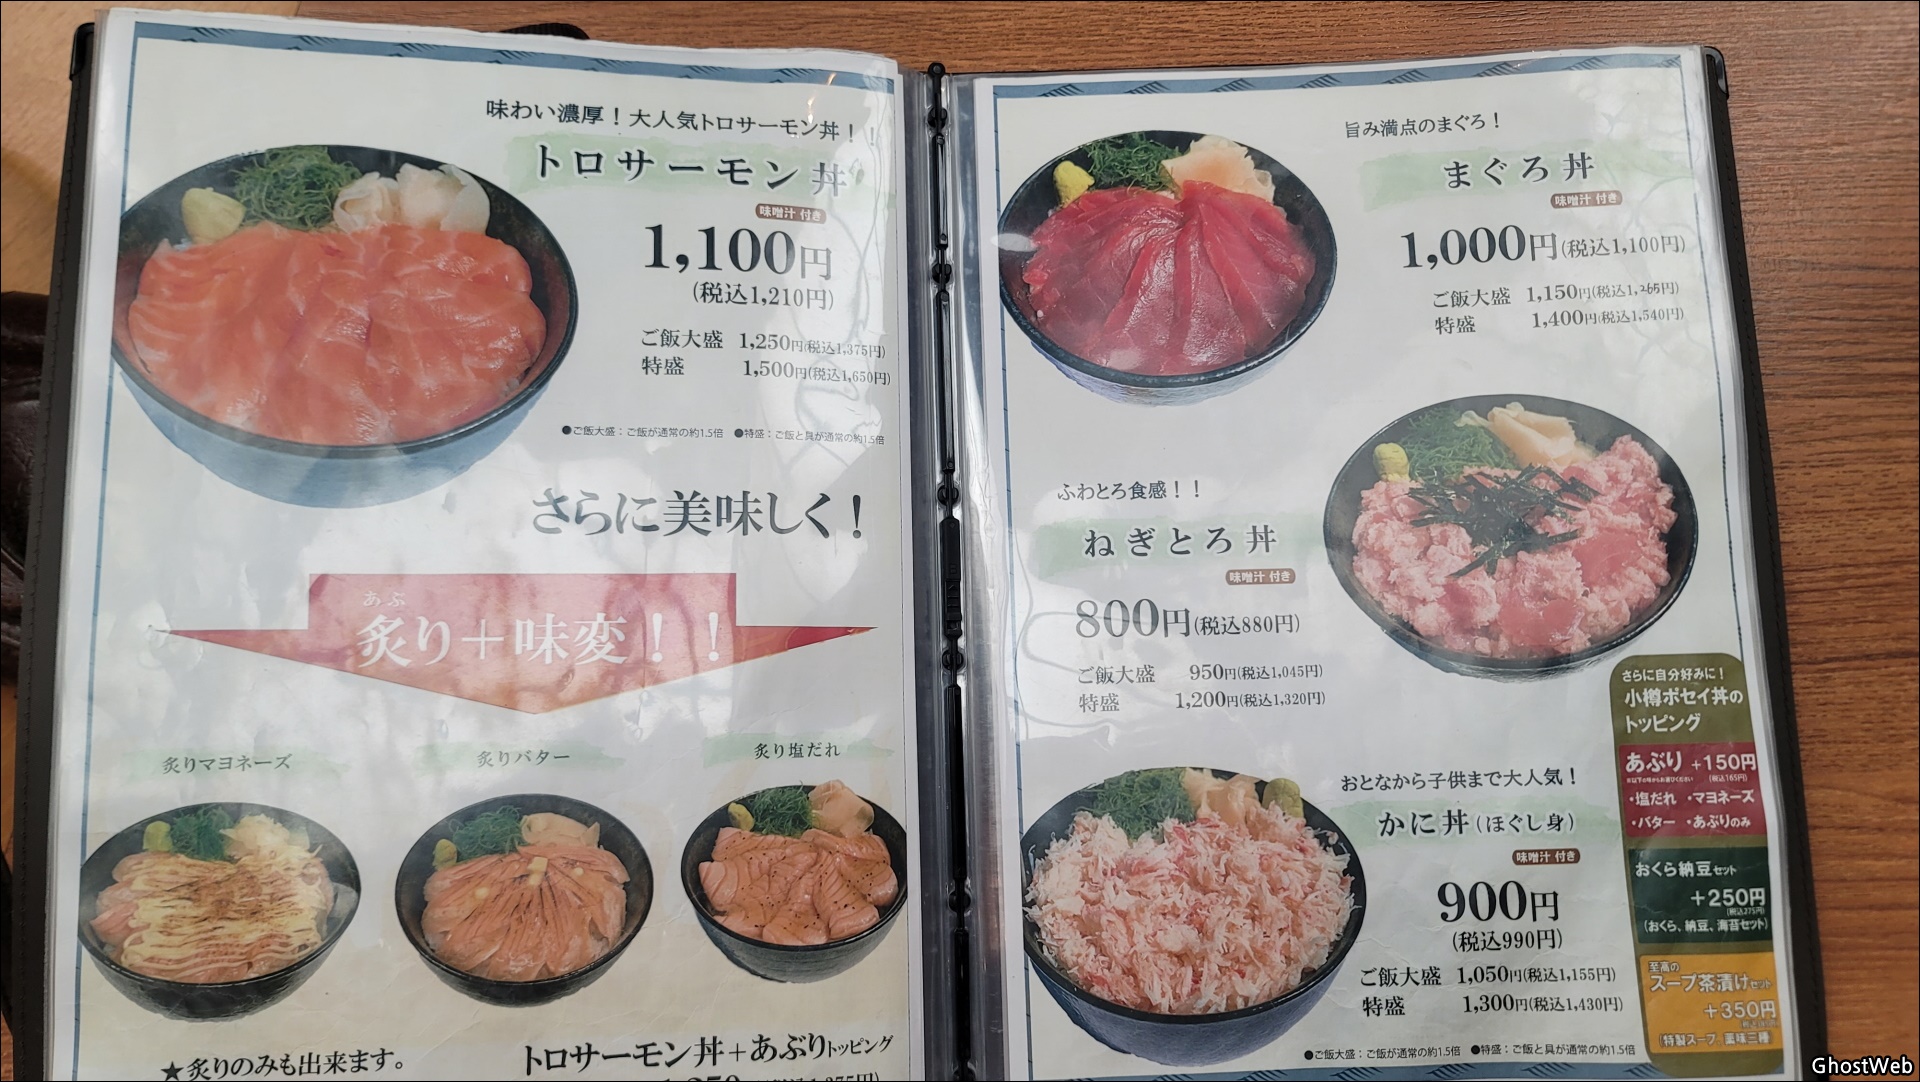 味わい濃厚！大人気トロサーモン丼！！
トロサーモン丼
味噌汁 付き
1,100円
(税込1,210円)
ご飯大盛 1,250円(税込1,375円)
特盛 1,500円(税込1,650円)
●ご飯大盛：ご飯が通常の約1.5倍 ●特盛：ご飯と具が通常の約1.5倍
さらに美味しく！
あぶ
炙り＋味変！！
炙りマヨネーズ
炙りバター
炙り塩だれ
★炙りのみも出来ます。
トロサーモン丼＋あぶりトッピング
旨み満点のまぐろ！
まぐろ丼
味噌汁 付き
1,000円(税込1,100円)
ご飯大盛 1,150円(税込1,265円)
特盛 1,400円(税込1,540円)
ふわとろ食感！！
ねぎとろ丼
味噌汁 付き
800円(税込880円)
ご飯大盛 950円(税込1,045円)
特盛 1,200円(税込1,320円)
おとなから子供まで大人気！
かに丼(ほぐし身)
味噌汁 付き
900円
(税込990円)
ご飯大盛 1,050円(税込1,155円)
特盛 1,300円(税込1,430円)
●ご飯大盛：ご飯が通常の約1.5倍 ●特盛：ご飯と具が通常の約1.5倍
さらに自分好みに！
小樽ポセイ丼の
トッピング
あぶり +150円
(税込165円)
・塩だれ ・マヨネーズ
・バター ・あぶりのみ
おくら納豆セット
+250円
(税込275円)
(おくら、納豆、海苔セット)
至高の
スープ茶漬けセット
+350円
(特製スープ、薬味三種)
GhostWeb